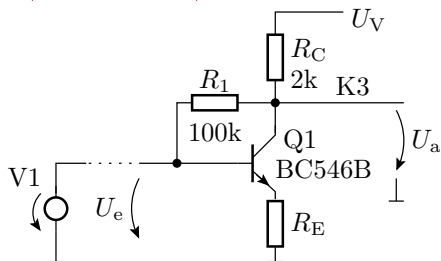 U_V
R_C
2k
R_1
100k
K3
Q1
BC546B
U_a
V1
U_e
R_E